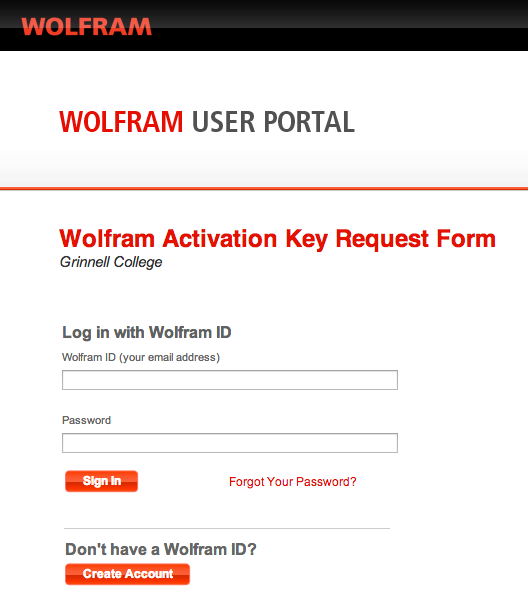 WOLFRAM
WOLFRAM USER PORTAL
Wolfram Activation Key Request Form
Grinnell College
Log in with Wolfram ID
Wolfram ID (your email address)
Password
Sign In
Forgot Your Password?
Don't have a Wolfram ID?
Create Account